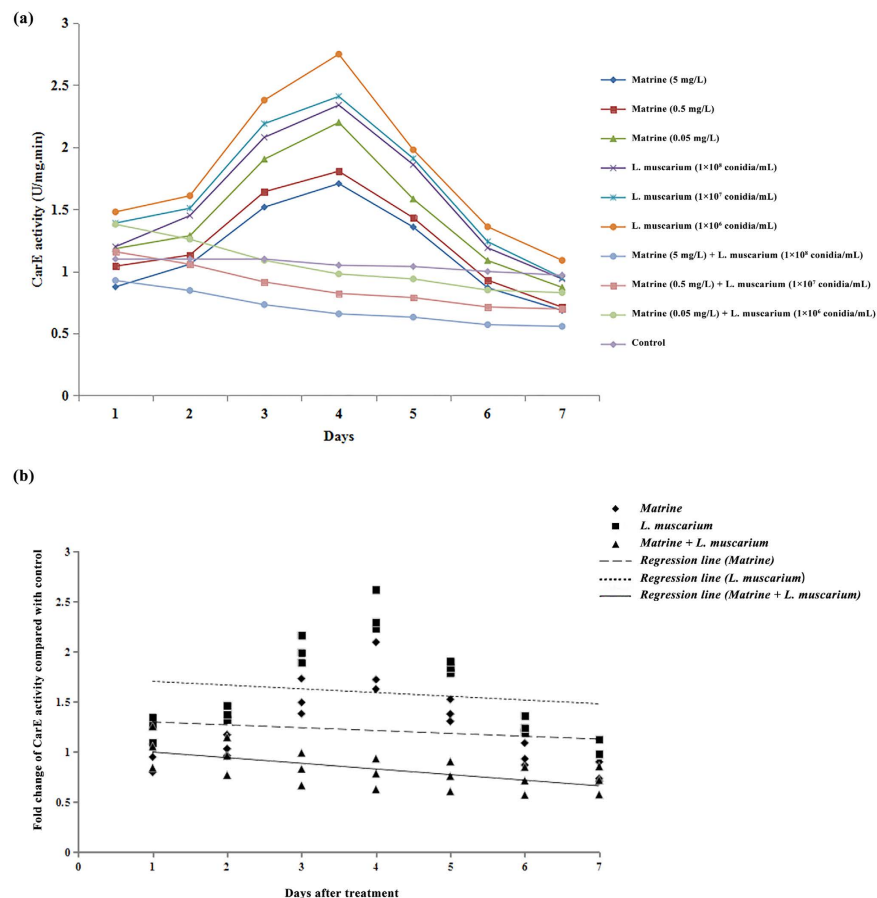 (a)
CarE activity (U/mg.min)
3
2.5
2
1.5
1
0.5
0
1 2 3 4 5 6 7
Days
Matrine (5 mg/L)
Matrine (0.5 mg/L)
Matrine (0.05 mg/L)
L. muscarium (1×10⁸ conidia/mL)
L. muscarium (1×10⁷ conidia/mL)
L. muscarium (1×10⁶ conidia/mL)
Matrine (5 mg/L) + L. muscarium (1×10⁸ conidia/mL)
Matrine (0.5 mg/L) + L. muscarium (1×10⁷ conidia/mL)
Matrine (0.05 mg/L) + L. muscarium (1×10⁶ conidia/mL)
Control
(b)
Matrine
L. muscarium
Matrine + L. muscarium
Regression line (Matrine)
Regression line (L. muscarium)
Regression line (Matrine + L. muscarium)
Fold change of CarE activity compared with control
3
2.5
2
1.5
1
0.5
0
0 1 2 3 4 5 6 7
Days after treatment